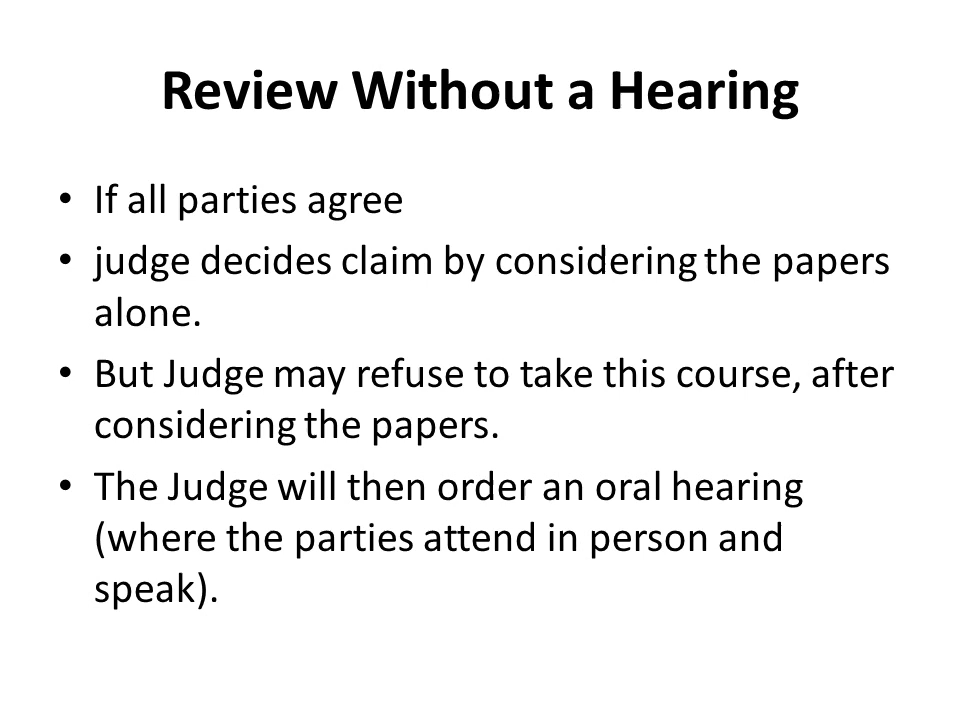 Review Without a Hearing
• If all parties agree
• judge decides claim by considering the papers
alone.
• But Judge may refuse to take this course, after
considering the papers.
• The Judge will then order an oral hearing
(where the parties attend in person and
speak).